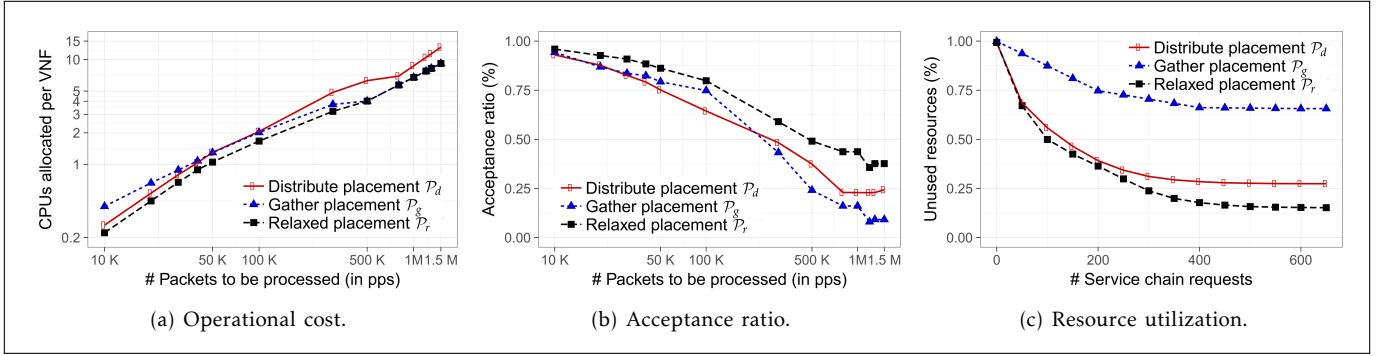 CPUs allocated per VNF
15
10
5
4
3
2
1
0.2
Distribute placement 𝒫d
Gather placement 𝒫g
Relaxed placement 𝒫r
10 K 50 K 100 K 500 K 1M 1.5 M
# Packets to be processed (in pps)
(a) Operational cost.
Acceptance ratio (%)
1.00
0.75
0.50
0.25
0.00
Distribute placement 𝒫d
Gather placement 𝒫g
Relaxed placement 𝒫r
10 K 50 K 100 K 500 K 1M 1.5 M
# Packets to be processed (in pps)
(b) Acceptance ratio.
Unused resources (%)
1.00
0.75
0.50
0.25
0.00
Distribute placement 𝒫d
Gather placement 𝒫g
Relaxed placement 𝒫r
0 200 400 600
# Service chain requests
(c) Resource utilization.